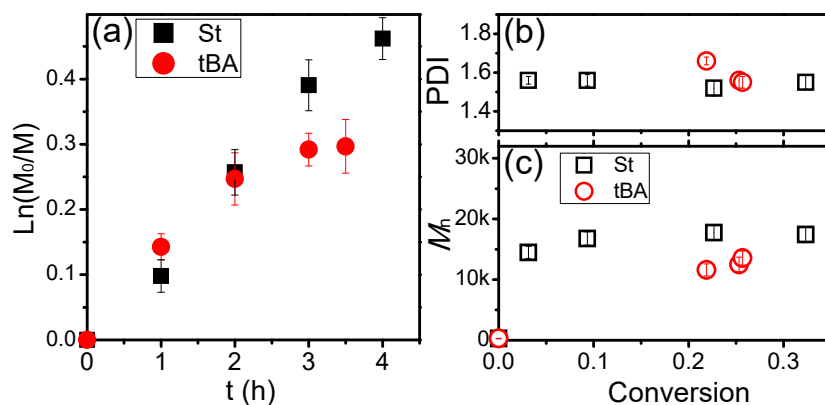 (a)
St
tBA
Ln(M₀/M)
0.4
0.3
0.2
0.1
0.0
0 1 2 3 4
t (h)
(b)
PDI
1.9
1.6
1.4
(c)
St
tBA
Mn
30k
20k
10k
0
0.0 0.1 0.2 0.3
Conversion